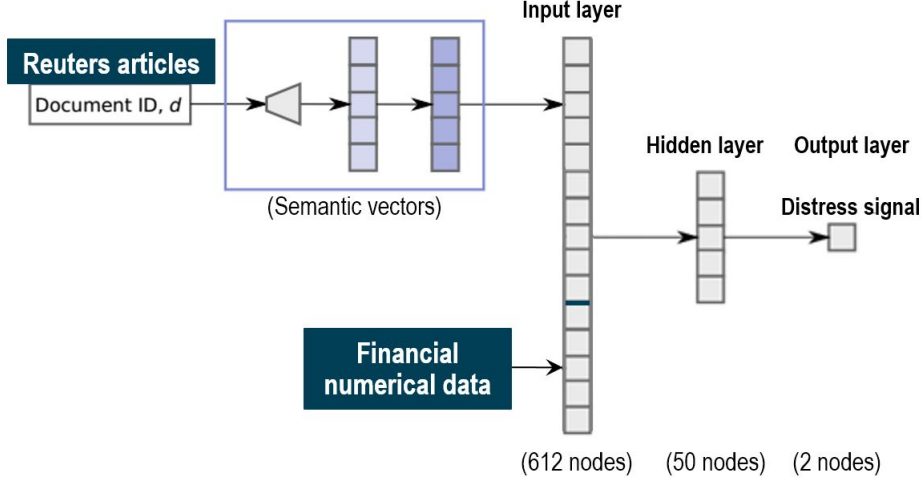 Input layer
Reuters articles
Document ID, d
(Semantic vectors)
Hidden layer
Output layer
Distress signal
Financial
numerical data
(612 nodes)
(50 nodes)
(2 nodes)